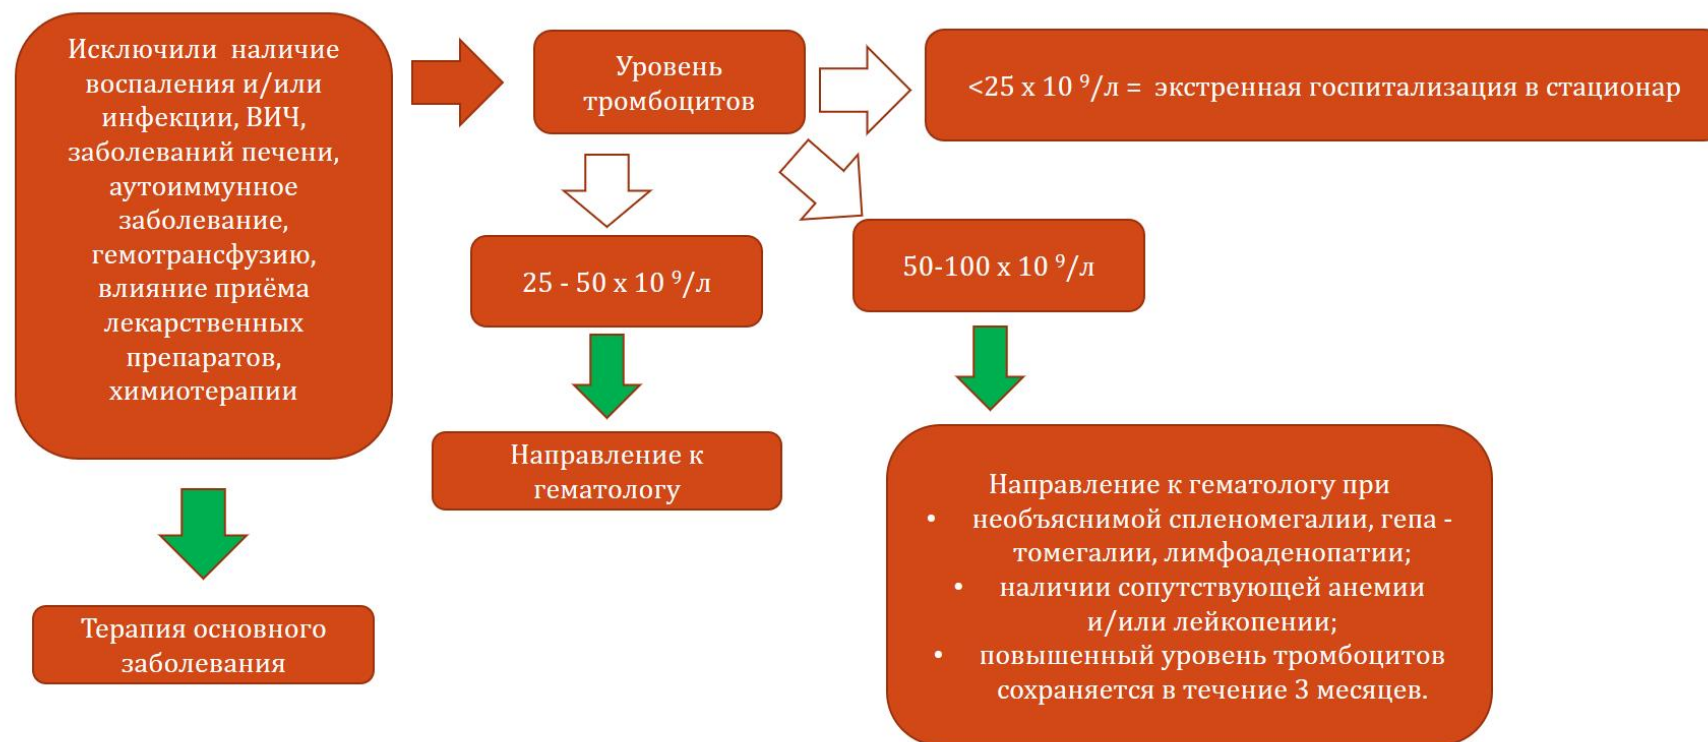 Исключили наличие
воспаления и/или
инфекции, ВИЧ,
заболеваний печени,
аутоиммунное
заболевание,
гемотрансфузию,
влияние приёма
лекарственных
препаратов,
химиотерапии
Терапия основного
заболевания
Уровень
тромбоцитов
<25 x 10 ⁹/л = экстренная госпитализация в стационар
25 - 50 x 10 ⁹/л
Направление к
гематологу
50-100 x 10 ⁹/л
Направление к гематологу при
• необъяснимой спленомегалии, гепа -
томегалии, лимфоаденопатии;
• наличии сопутствующей анемии
и/или лейкопении;
• повышенный уровень тромбоцитов
сохраняется в течение 3 месяцев.